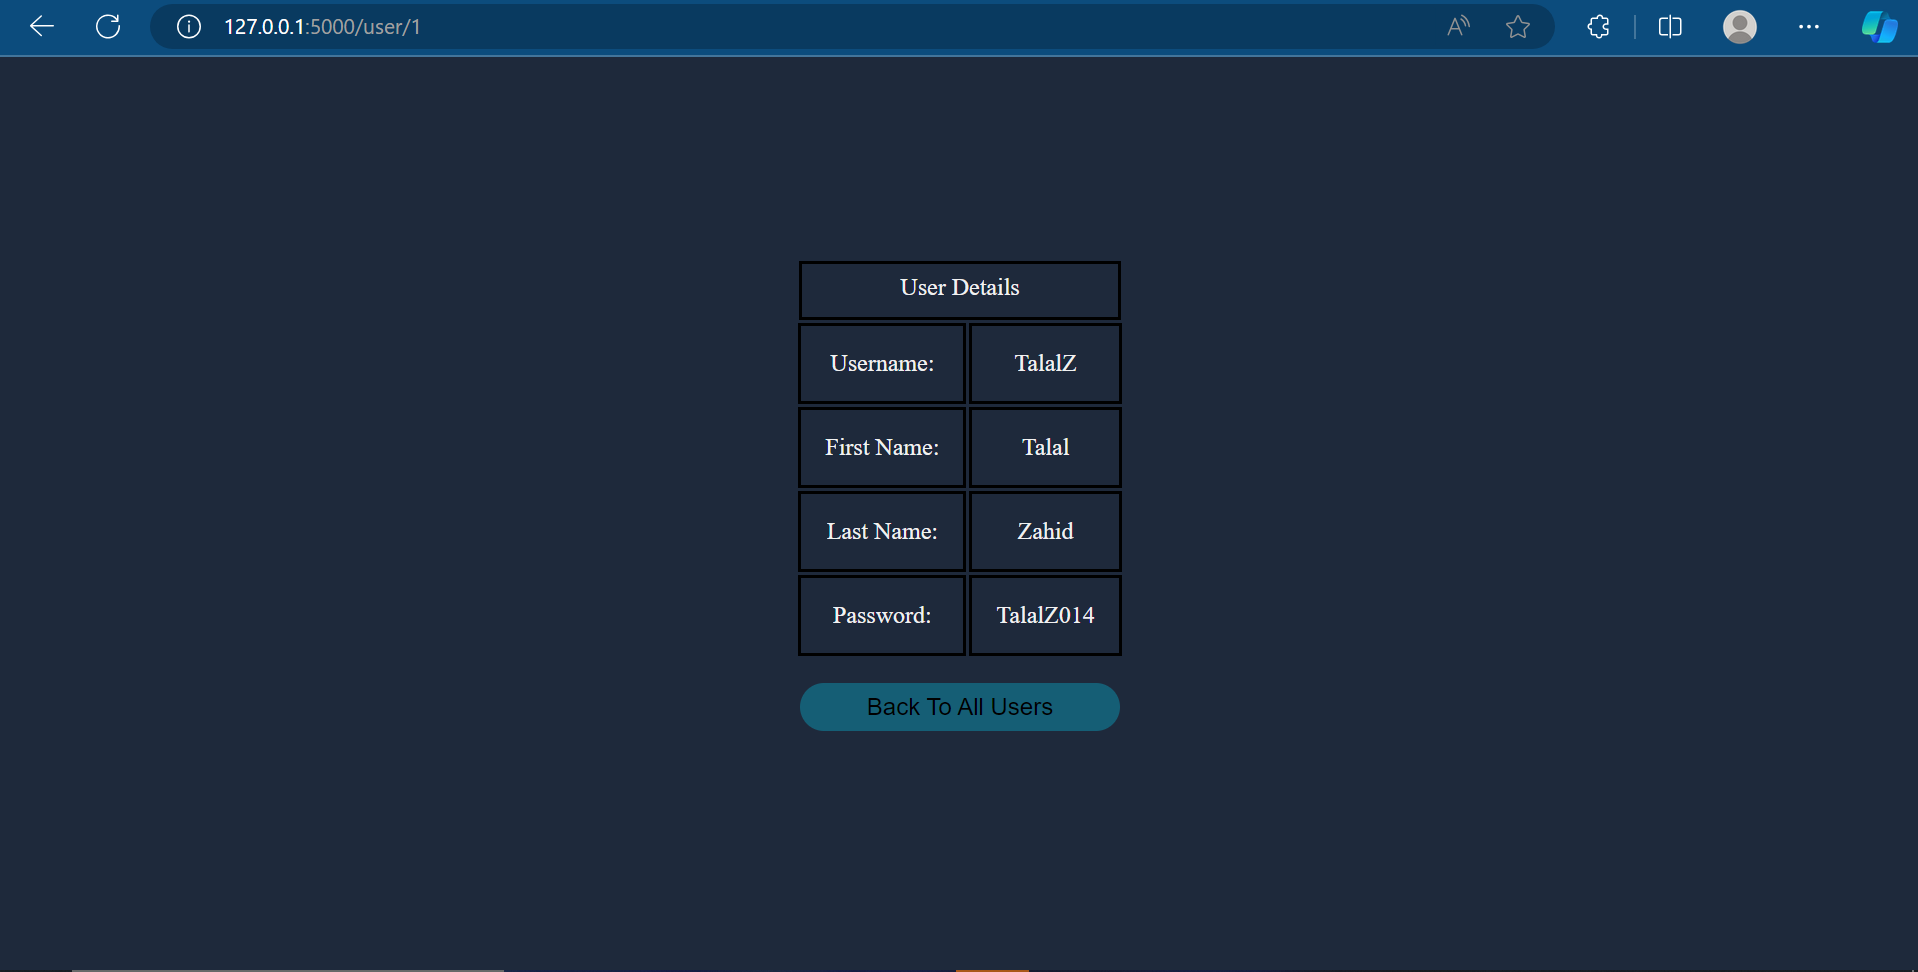 127.0.0.1:5000/user/1
User Details
Username: TalalZ
First Name: Talal
Last Name: Zahid
Password: TalalZ014
Back To All Users